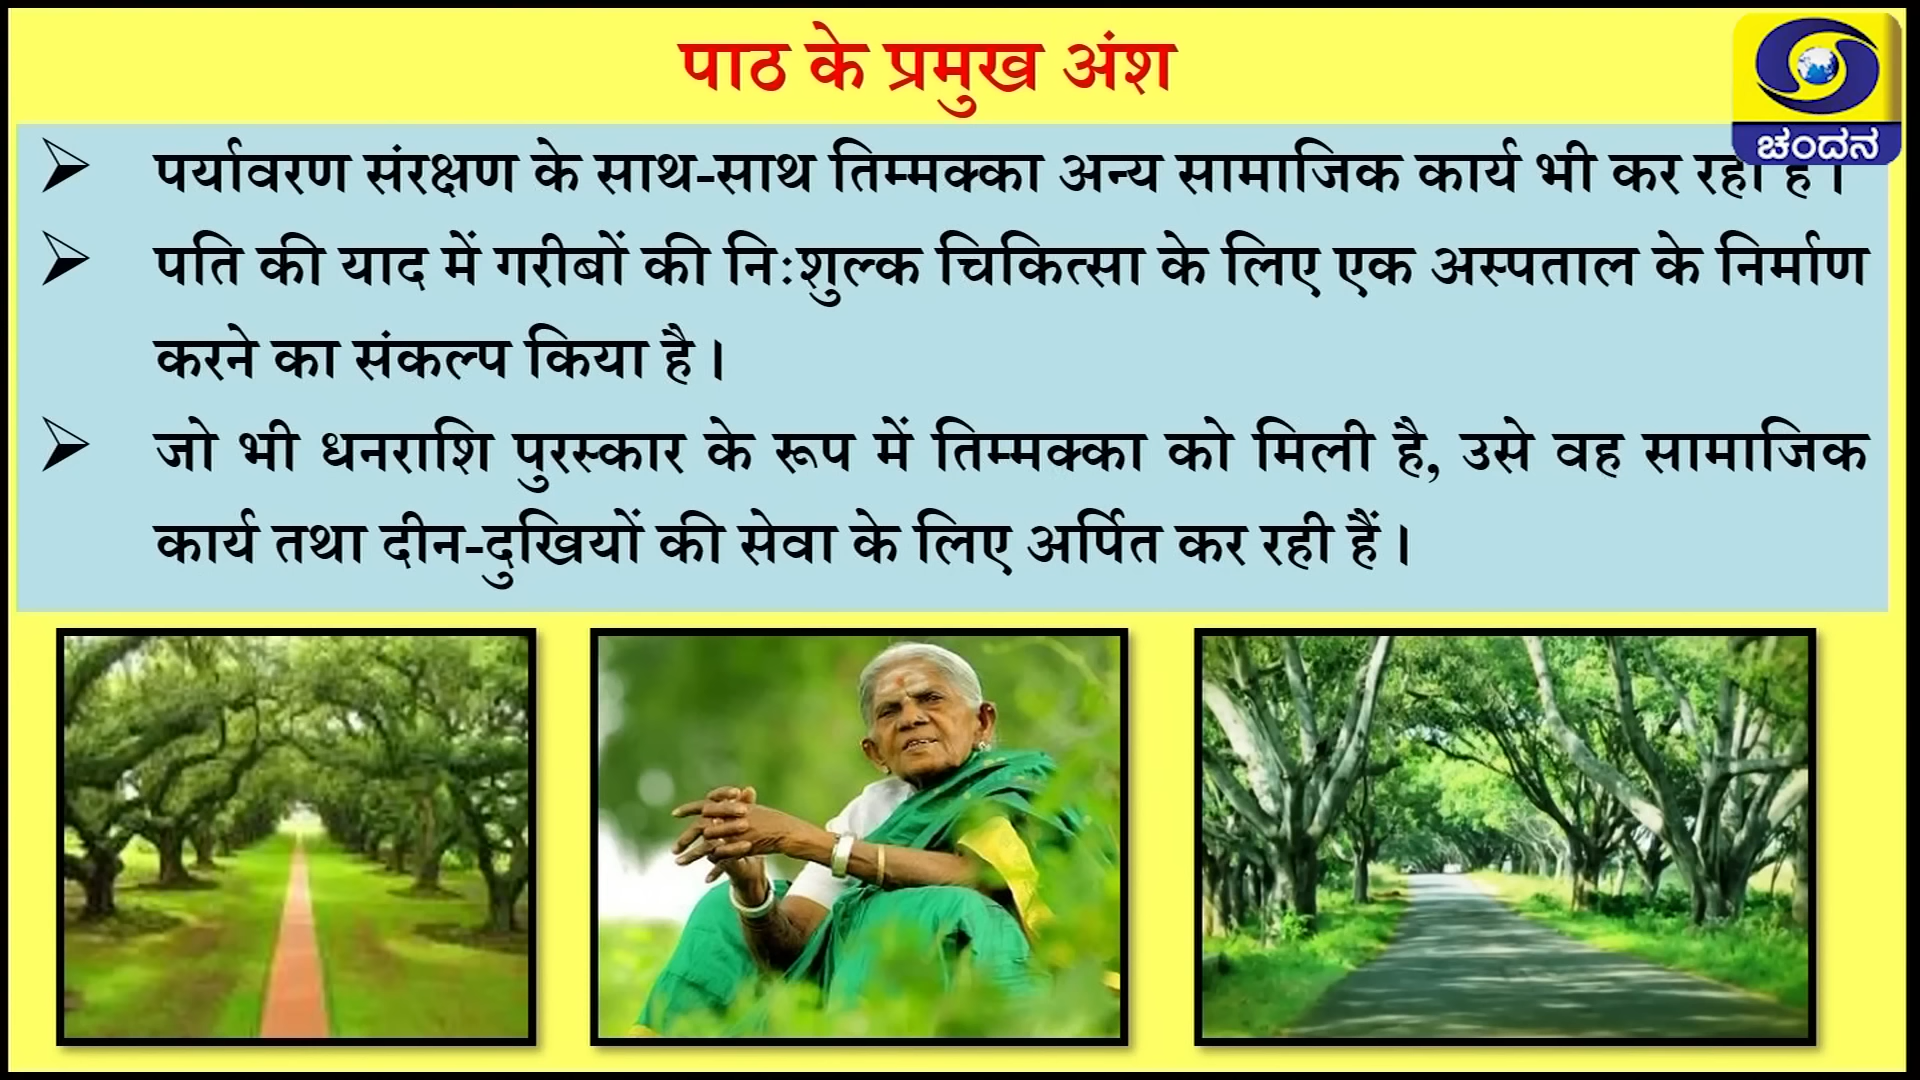 पाठ के प्रमुख अंश
ಚಂದನ
➢ पर्यावरण संरक्षण के साथ-साथ तिम्मक्का अन्य सामाजिक कार्य भी कर रही है।
➢ पति की याद में गरीबों की निःशुल्क चिकित्सा के लिए एक अस्पताल के निर्माण
करने का संकल्प किया है।
➢ जो भी धनराशि पुरस्कार के रूप में तिम्मक्का को मिली है, उसे वह सामाजिक
कार्य तथा दीन-दुखियों की सेवा के लिए अर्पित कर रही हैं।